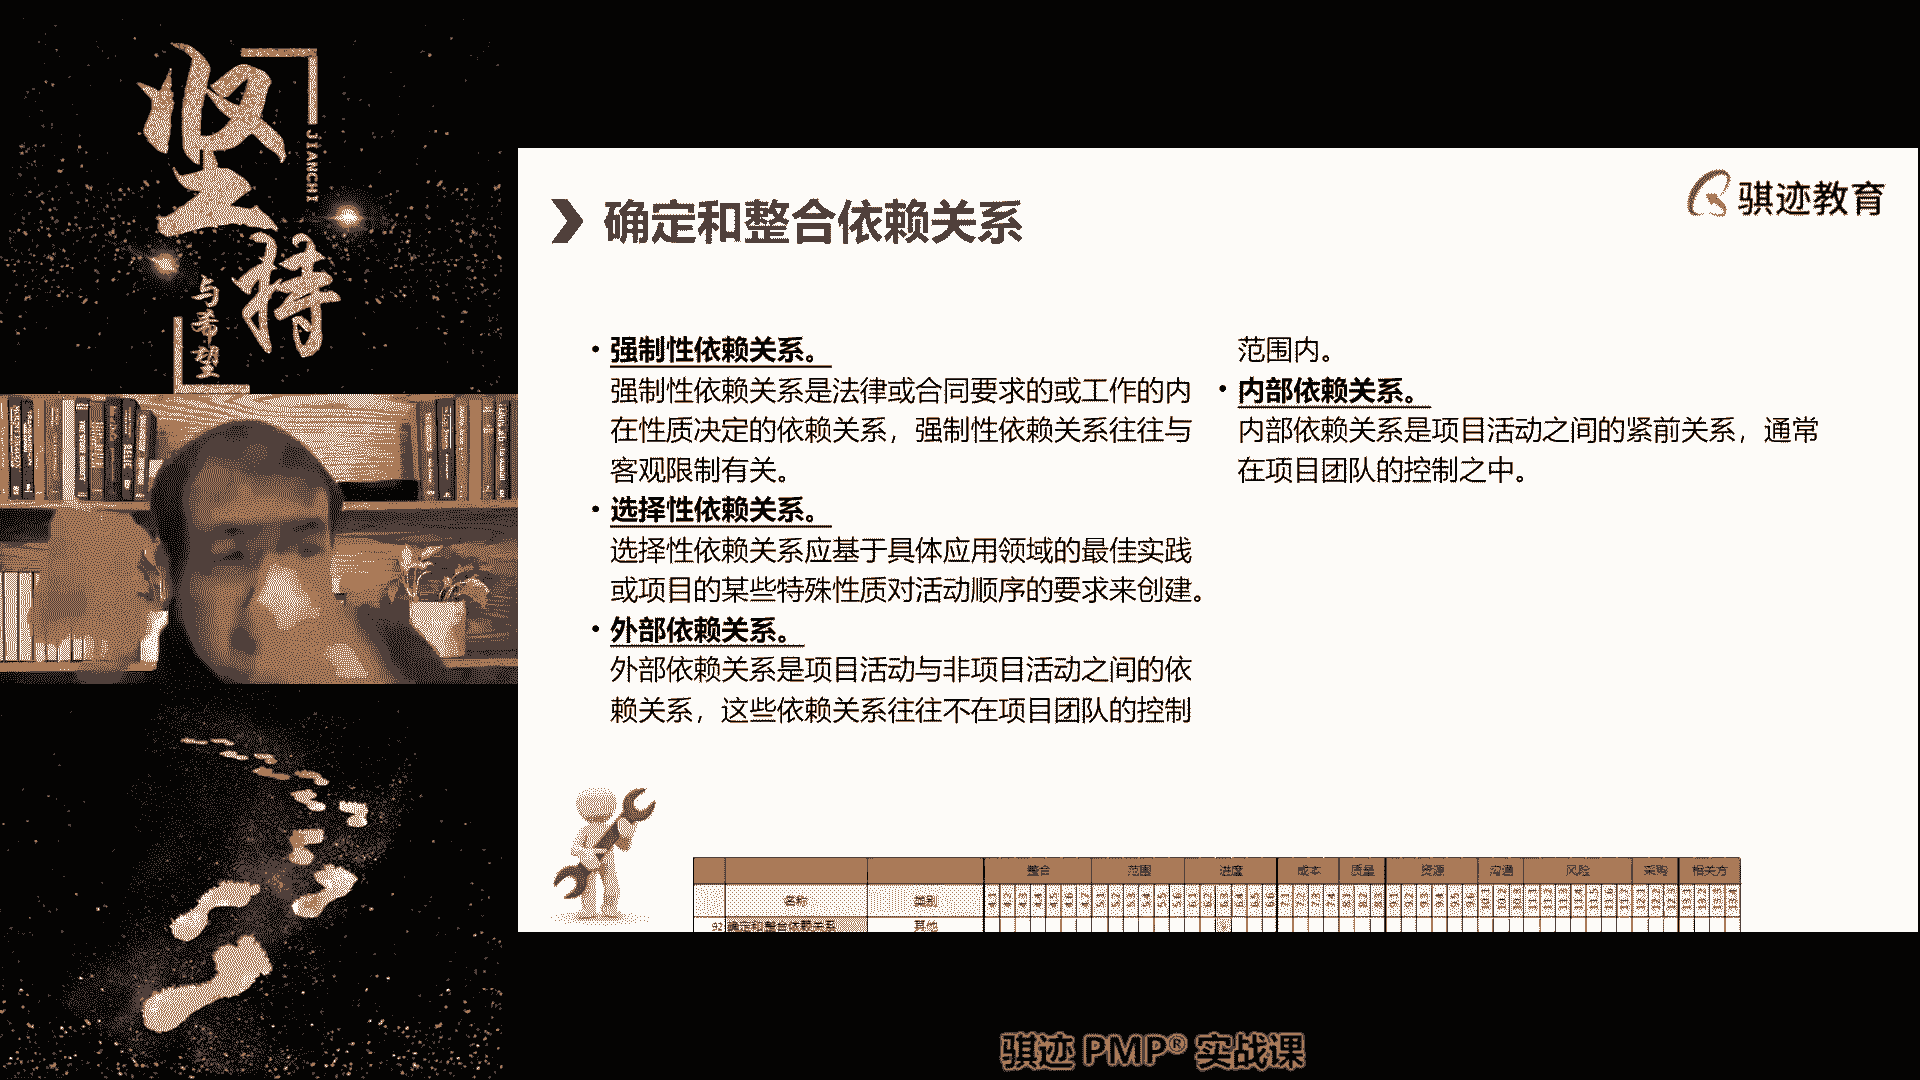 坚持
JIANCHI
与希望
骐迹教育
确定和整合依赖关系
• 强制性依赖关系。
强制性依赖关系是法律或合同要求的或工作的内
在性质决定的依赖关系，强制性依赖关系往往与
客观限制有关。
• 选择性依赖关系。
选择性依赖关系应基于具体应用领域的最佳实践
或项目的某些特殊性质对活动顺序的要求来创建。
• 外部依赖关系。
外部依赖关系是项目活动与非项目活动之间的依
赖关系，这些依赖关系往往不在项目团队的控制
范围内。
• 内部依赖关系。
内部依赖关系是项目活动之间的紧前关系，通常
在项目团队的控制之中。
整合 范围 进度 成本 质量 资源 沟通 风险 采购 相关方
名称 类别
92 确定和整合依赖关系 其他
骐迹 PMP® 实战课